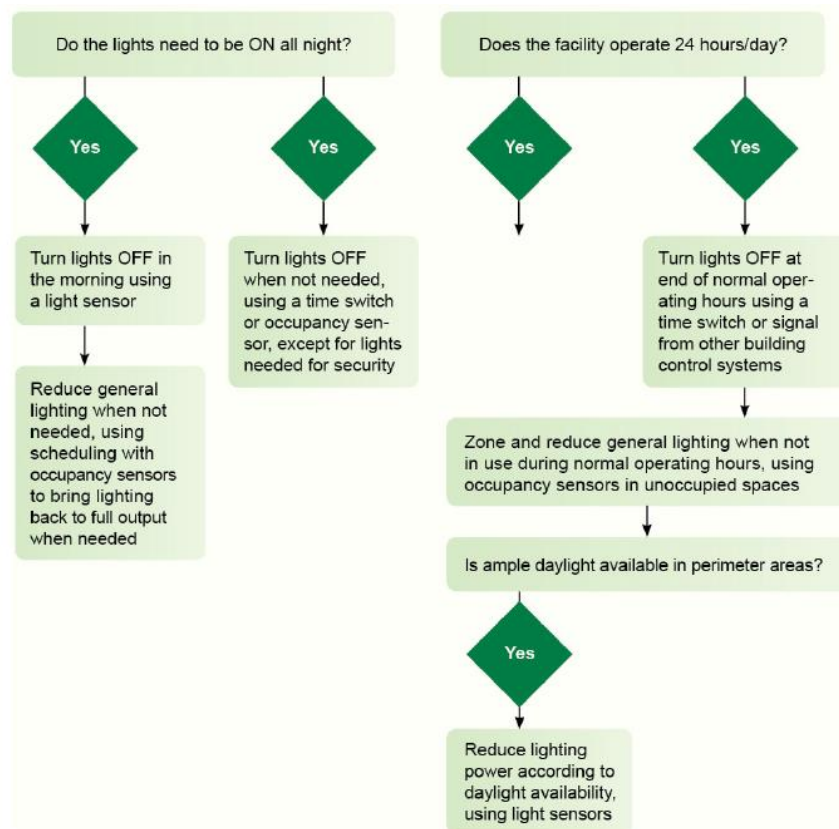 Do the lights need to be ON all night?
Yes
Yes
Turn lights OFF in
the morning using
a light sensor
Turn lights OFF
when not needed,
using a time switch
or occupancy sen-
sor, except for lights
needed for security
Reduce general
lighting when not
needed, using
scheduling with
occupancy sensors
to bring lighting
back to full output
when needed
Does the facility operate 24 hours/day?
Yes
Yes
Turn lights OFF at
end of normal oper-
ating hours using a
time switch or signal
from other building
control systems
Zone and reduce general lighting when not
in use during normal operating hours, using
occupancy sensors in unoccupied spaces
Is ample daylight available in perimeter areas?
Yes
Reduce lighting
power according to
daylight availability,
using light sensors